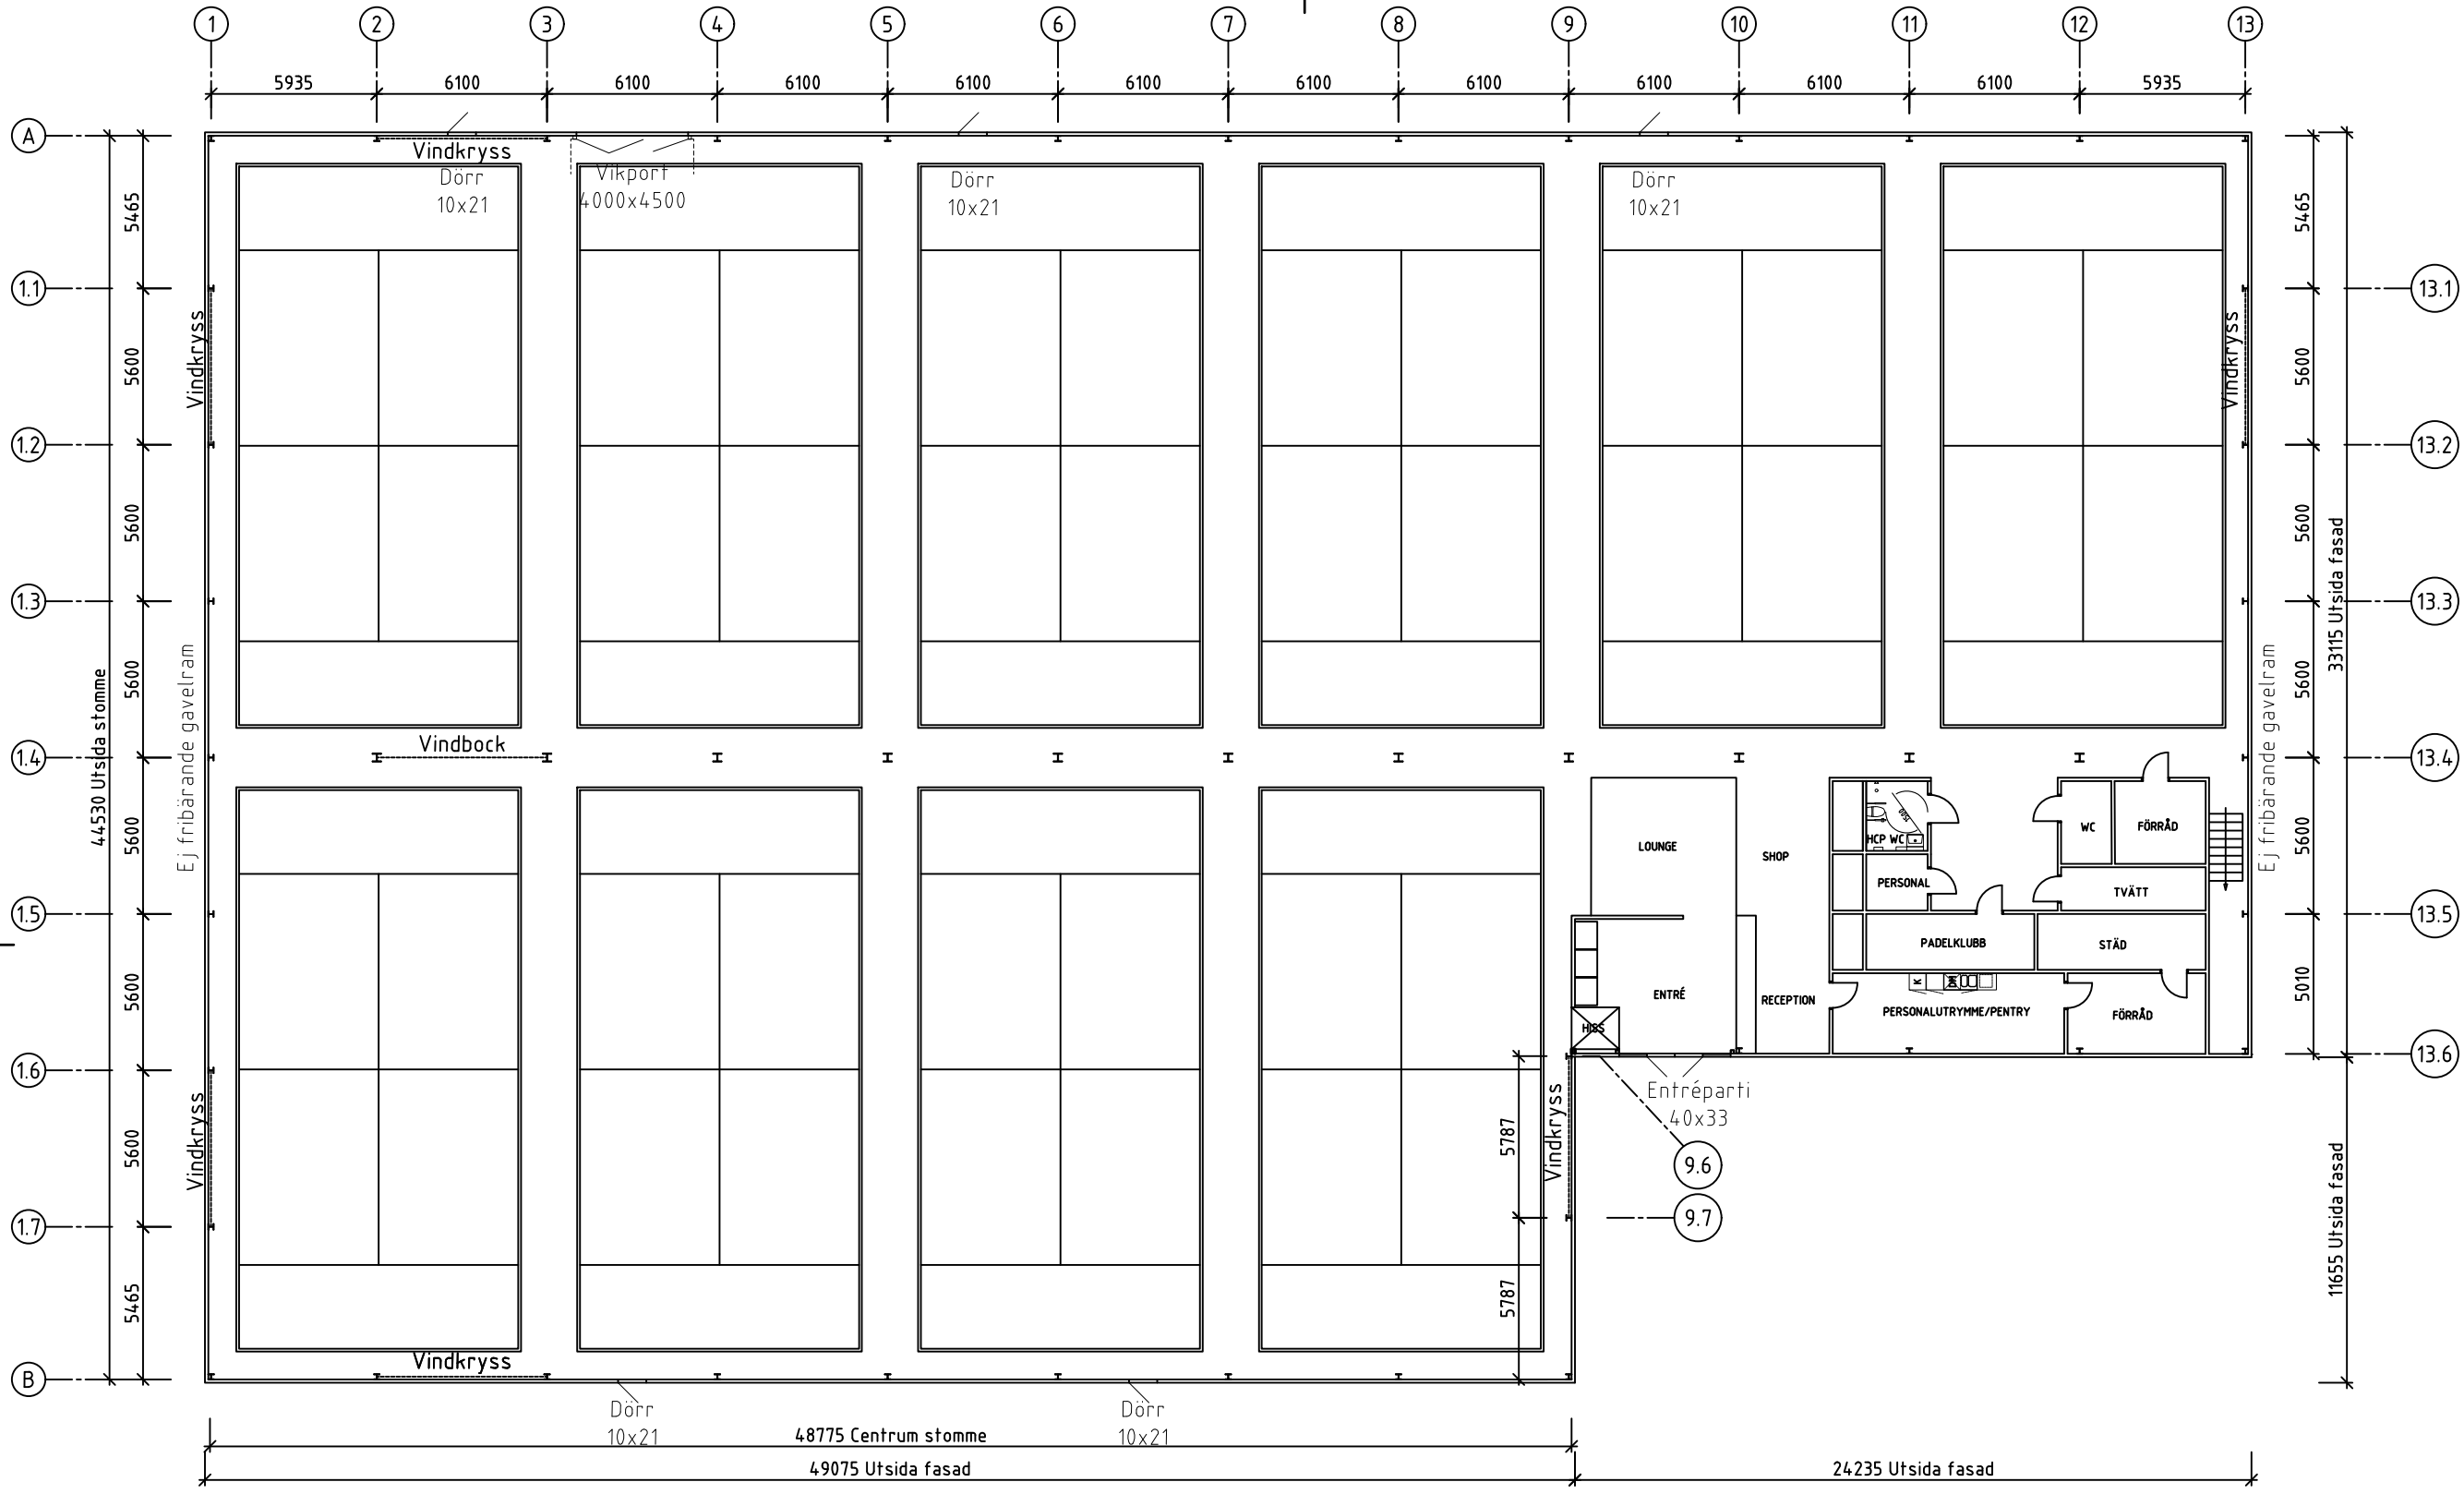 1 2 3 4 5 6 7 8 9 10 11 12 13
5935 6100 6100 6100 6100 6100 6100 6100 6100 6100 6100 5935
A
Vindkryss
Dörr
10x21
Vikport
4000x4500
Dörr
10x21
Dörr
10x21
5465
5465
1.1
13.1
Vindkryss
Vindkryss
5600
5600
1.2
13.2
5600
5600
33115 Utsida fasad
1.3
13.3
5600
5600
44530 Utsida stomme
Ej fribärande gavelram
Ej fribärande gavelram
Vindbock
1.4
13.4
5600
5600
LOUNGE
SHOP
HCP WC
1500
WC
FÖRRÅD
PERSONAL
TVÄTT
1.5
13.5
PADELKLUBB
STÄD
5600
5010
ENTRÉ
RECEPTION
K
DM
PERSONALUTRYMME/PENTRY
FÖRRÅD
HISS
1.6
13.6
Entréparti
40x33
Vindkryss
5600
5787
Vindkryss
9.6
9.7
1.7
11655 Utsida fasad
5465
5787
Vindkryss
B
Dörr
10x21
Dörr
10x21
48775 Centrum stomme
49075 Utsida fasad
24235 Utsida fasad